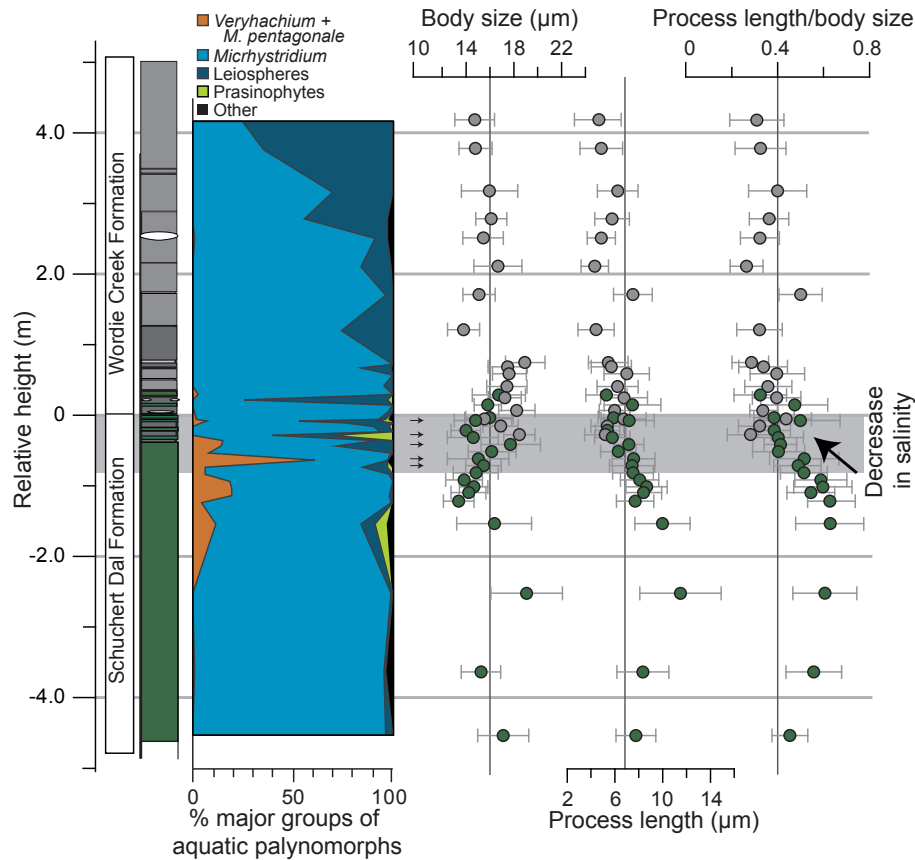 Veryhachium +
M. pentagonale
Micrhystridium
Leiospheres
Prasinophytes
Other
Body size (µm)
10 14 18 22
Process length/body size
0 0.4 0.8
Relative height (m)
4.0
2.0
0
-2.0
-4.0
Wordie Creek Formation
Schuchert Dal Formation
Decrease
in salinity
0 50 100
% major groups of
aquatic palynomorphs
2 6 10 14
Process length (µm)